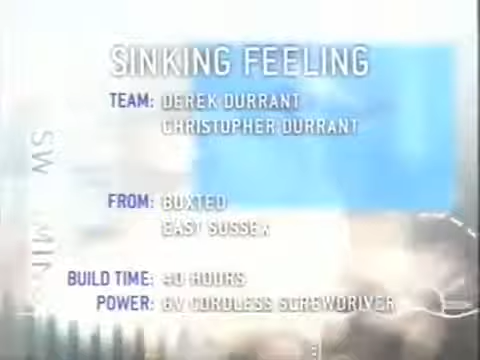 SINKING FEELING
TEAM: DEREK DURRANT
CHRISTOPHER DURRANT
FROM: BUXTED
EAST SUSSEX
BUILD TIME: 40 HOURS
POWER: 6V CORDLESS SCREWDRIVER